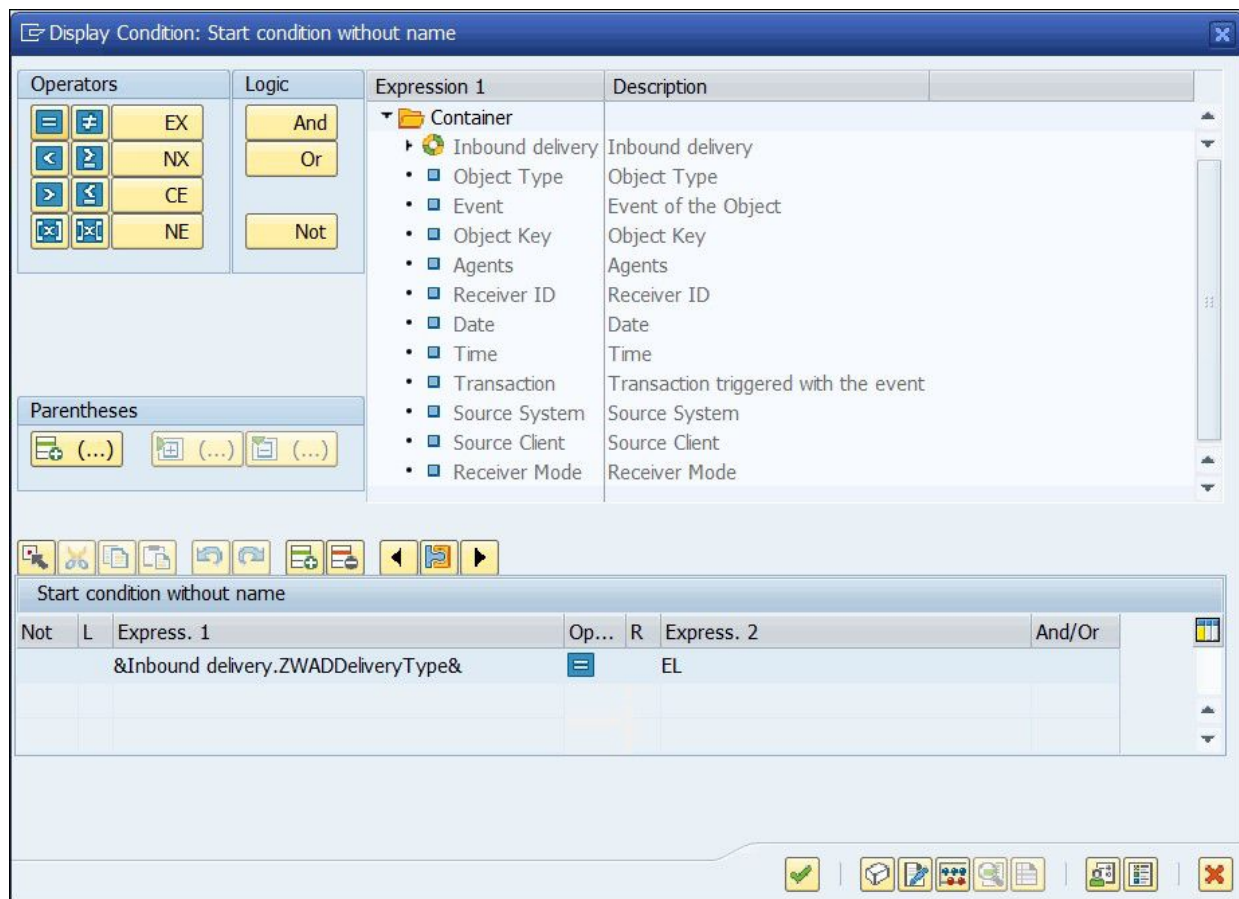 Display Condition: Start condition without name
Operators
Logic
EX
And
NX
Or
CE
NE
Not
Parentheses
(...)
(...)
(...)
Expression 1 Description
Container
Inbound delivery Inbound delivery
Object Type Object Type
Event Event of the Object
Object Key Object Key
Agents Agents
Receiver ID Receiver ID
Date Date
Time Time
Transaction Transaction triggered with the event
Source System Source System
Source Client Source Client
Receiver Mode Receiver Mode
Start condition without name
Not L Express. 1 Op... R Express. 2 And/Or
&Inbound delivery.ZWADDeliveryType& = EL